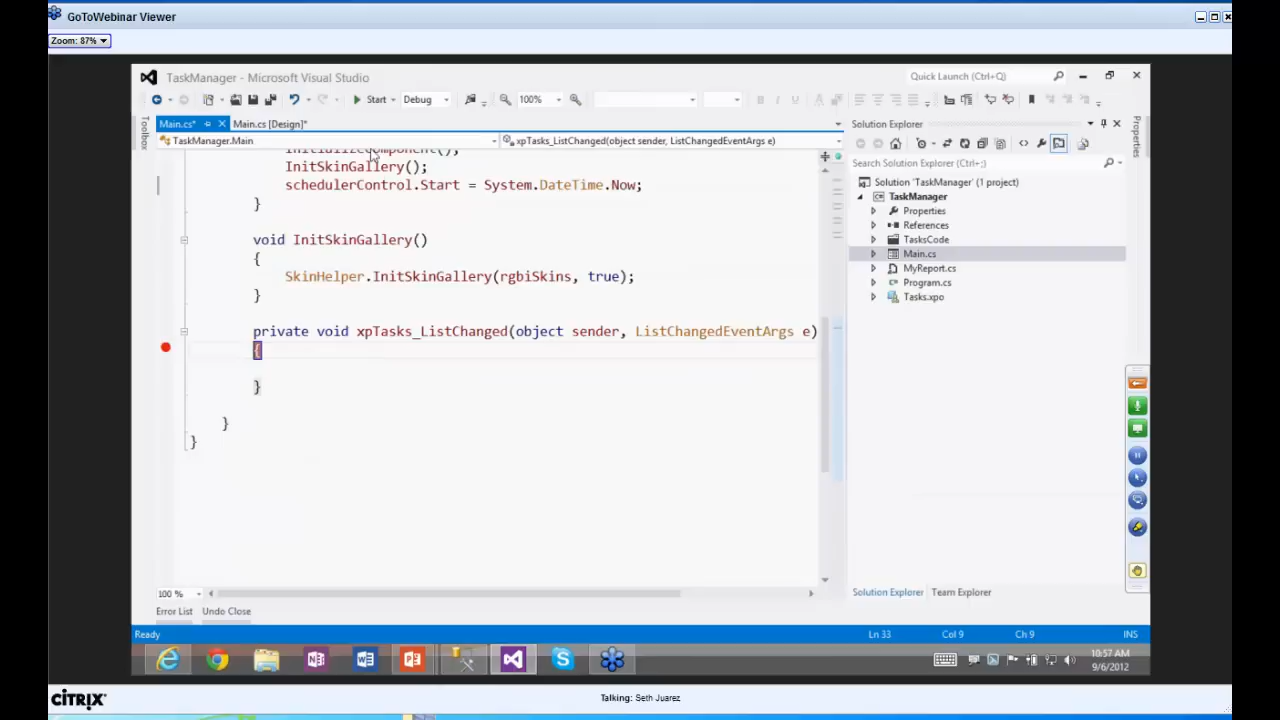 GoToWebinar Viewer
Zoom: 87%
TaskManager - Microsoft Visual Studio
Quick Launch (Ctrl+Q)
Start
Debug
100%
Main.cs*
Main.cs [Design]*
Toolbox
TaskManager.Main
xpTasks_ListChanged(object sender, ListChangedEventArgs e)
InitializeComponent();
InitSkinGallery();
schedulerControl.Start = System.DateTime.Now;
}
void InitSkinGallery()
{
SkinHelper.InitSkinGallery(rgbiSkins, true);
}
private void xpTasks_ListChanged(object sender, ListChangedEventArgs e)
{
}
}
}
100 %
Error List
Undo Close
Solution Explorer
Search Solution Explorer (Ctrl+;)
Solution 'TaskManager' (1 project)
TaskManager
Properties
References
TasksCode
Main.cs
MyReport.cs
Program.cs
Tasks.xpo
Solution Explorer
Team Explorer
Properties
Ready
Ln 33
Col 9
Ch 9
INS
10:57 AM
9/6/2012
CITRIX
Talking: Seth Juarez